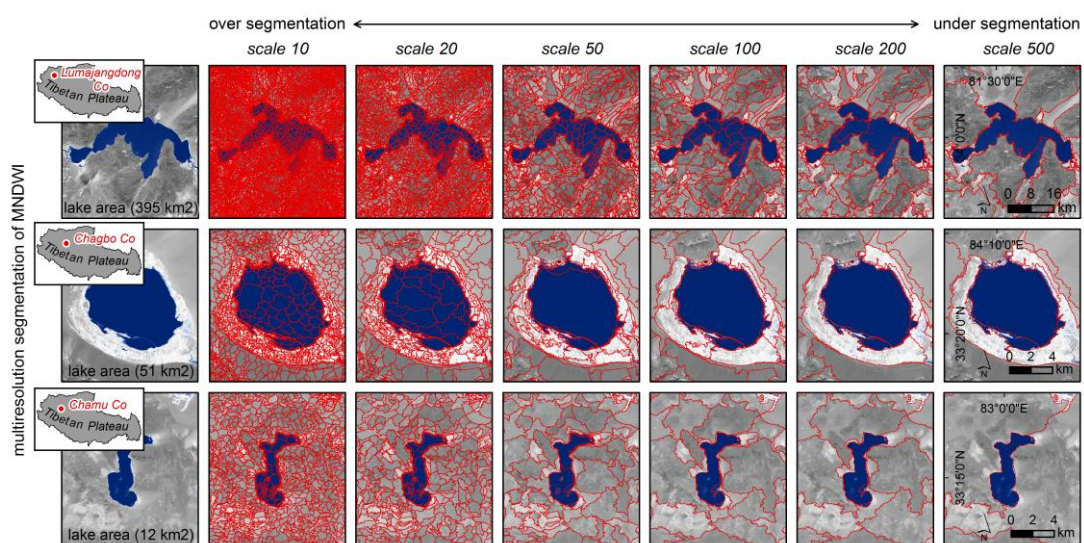 over segmentation
under segmentation
scale 10
scale 20
scale 50
scale 100
scale 200
scale 500
multiresolution segmentation of MNDWI
Lumajangdong
Co
Tibetan Plateau
lake area (395 km2)
81°30'0"E
0'0"N
0 8 16
km
N
Chagbo Co
Tibetan Plateau
lake area (51 km2)
84°10'0"E
33°20'0"N
0 2 4
km
N
Chamu Co
Tibetan Plateau
lake area (12 km2)
83°0'0"E
33°15'0"N
0 2 4
km
N